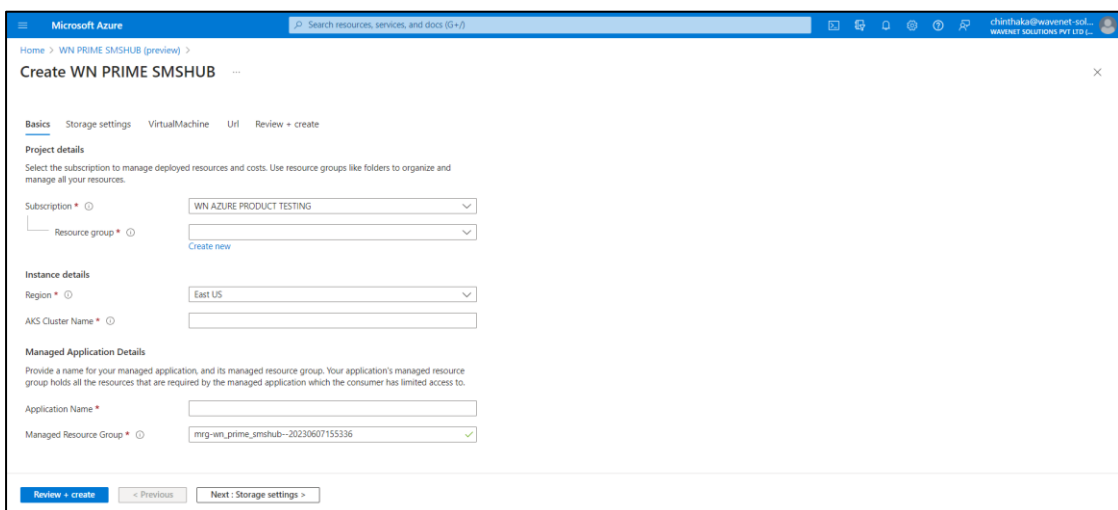 Microsoft Azure
Search resources, services, and docs (G+/)
chinthaka@wavenet-sol...
WAVENET SOLUTIONS PVT LTD (...
Home > WN PRIME SMSHUB (preview) >
Create WN PRIME SMSHUB ...
Basics Storage settings VirtualMachine Url Review + create
Project details
Select the subscription to manage deployed resources and costs. Use resource groups like folders to organize and
manage all your resources.
Subscription * WN AZURE PRODUCT TESTING
Resource group *
Create new
Instance details
Region * East US
AKS Cluster Name *
Managed Application Details
Provide a name for your managed application, and its managed resource group. Your application's managed resource
group holds all the resources that are required by the managed application which the consumer has limited access to.
Application Name *
Managed Resource Group * mrg-wn_prime_smshub--20230607155336
Review + create < Previous Next : Storage settings >